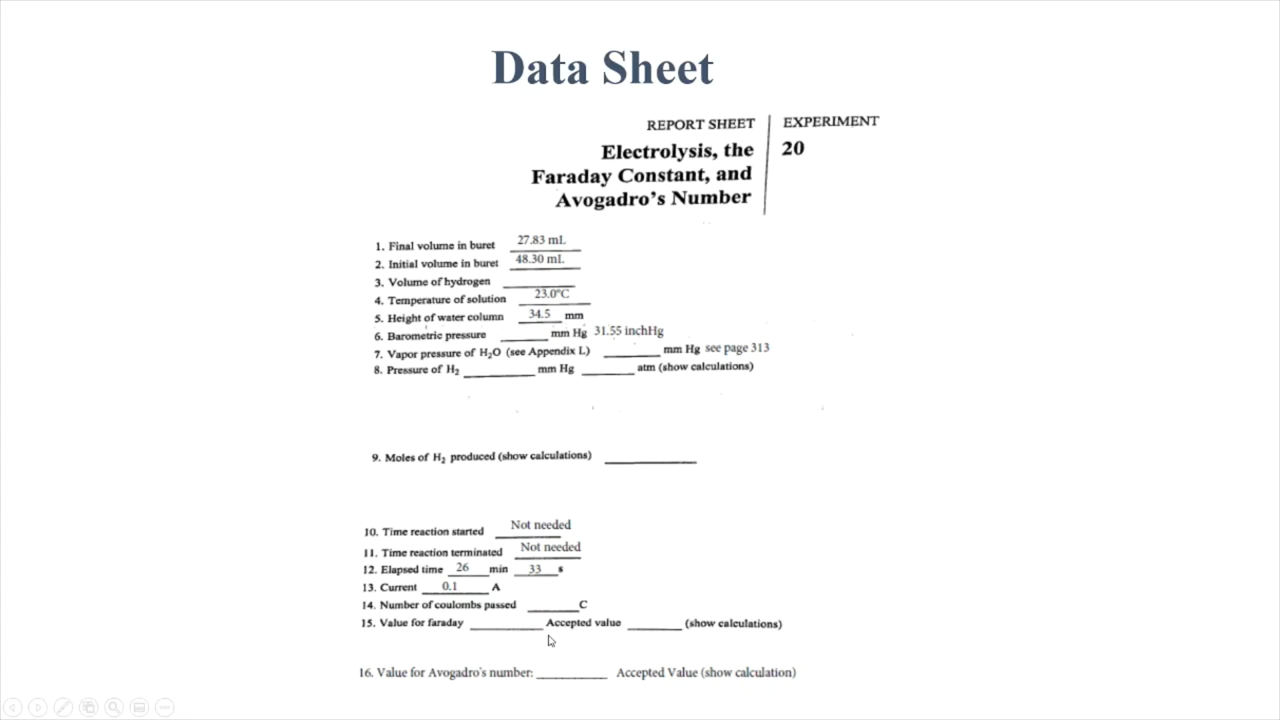 Data Sheet
REPORT SHEET
EXPERIMENT
Electrolysis, the
20
Faraday Constant, and
Avogadro's Number
1. Final volume in buret 27.83 mL
2. Initial volume in buret 48.30 mL
3. Volume of hydrogen
4. Temperature of solution 23.0°C
5. Height of water column 34.5 mm
6. Barometric pressure mm Hg 31.55 inchHg
7. Vapor pressure of H₂O (see Appendix L) mm Hg see page 313
8. Pressure of H₂ mm Hg atm (show calculations)
9. Moles of H₂ produced (show calculations)
10. Time reaction started Not needed
11. Time reaction terminated Not needed
12. Elapsed time 26 min 33 s
13. Current 0.1 A
14. Number of coulombs passed C
15. Value for faraday Accepted value (show calculations)
16. Value for Avogadro's number: Accepted Value (show calculation)